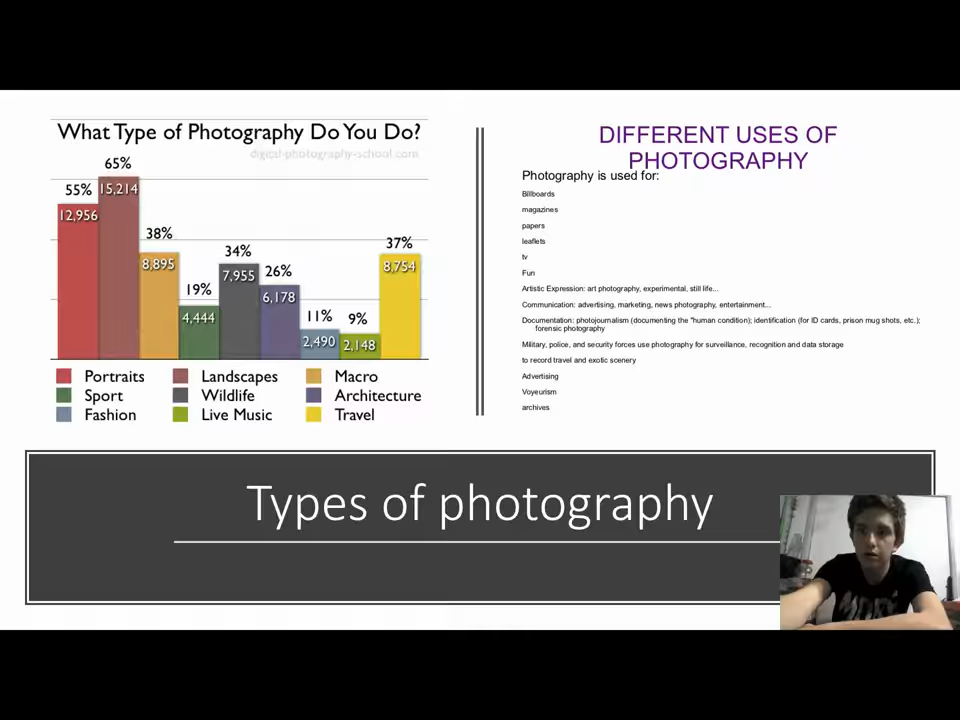 What Type of Photography Do You Do?
digital-photography-school.com
65%
55%
15,214
12,956
38%
8,895
19%
4,444
34%
7,955
26%
6,178
11%
2,490
9%
2,148
37%
8,754
Portraits
Landscapes
Macro
Sport
Wildlife
Architecture
Fashion
Live Music
Travel
DIFFERENT USES OF
PHOTOGRAPHY
Photography is used for:
Billboards
magazines
papers
leaflets
tv
Fun
Artistic Expression: art photography, experimental, still life...
Communication: advertising, marketing, news photography, entertainment...
Documentation: photojournalism (documenting the "human condition); identification (for ID cards, prison mug shots, etc.);
forensic photography
Military, police, and security forces use photography for surveillance, recognition and data storage
to record travel and exotic scenery
Advertising
Voyeurism
archives
Types of photography